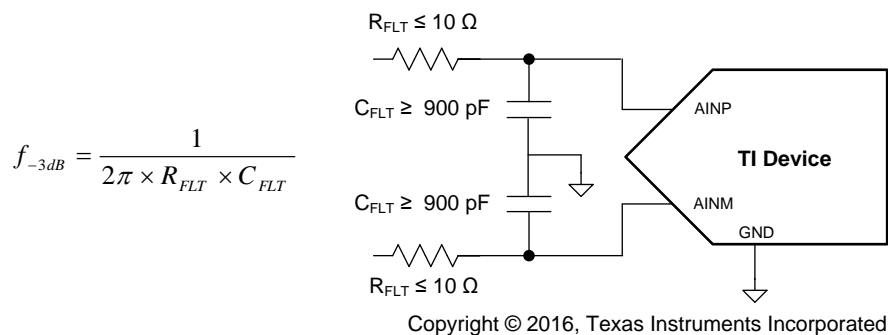 R_FLT ≤ 10 Ω
C_FLT ≥ 900 pF
AINP
TI Device
f_-3dB = 1 / (2π × R_FLT × C_FLT)
C_FLT ≥ 900 pF
AINM
GND
R_FLT ≤ 10 Ω
Copyright © 2016, Texas Instruments Incorporated